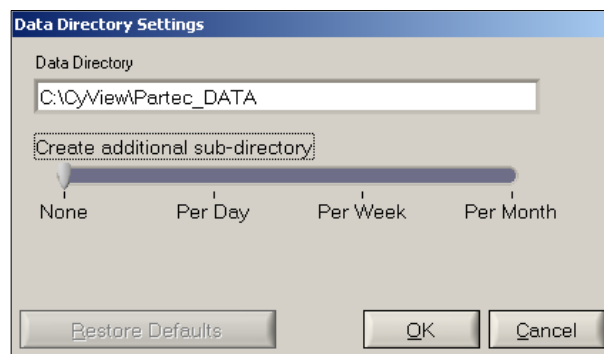 Data Directory Settings
Data Directory
C:\CyView\Partec_DATA
Create additional sub-directory
None Per Day Per Week Per Month
Restore Defaults OK Cancel